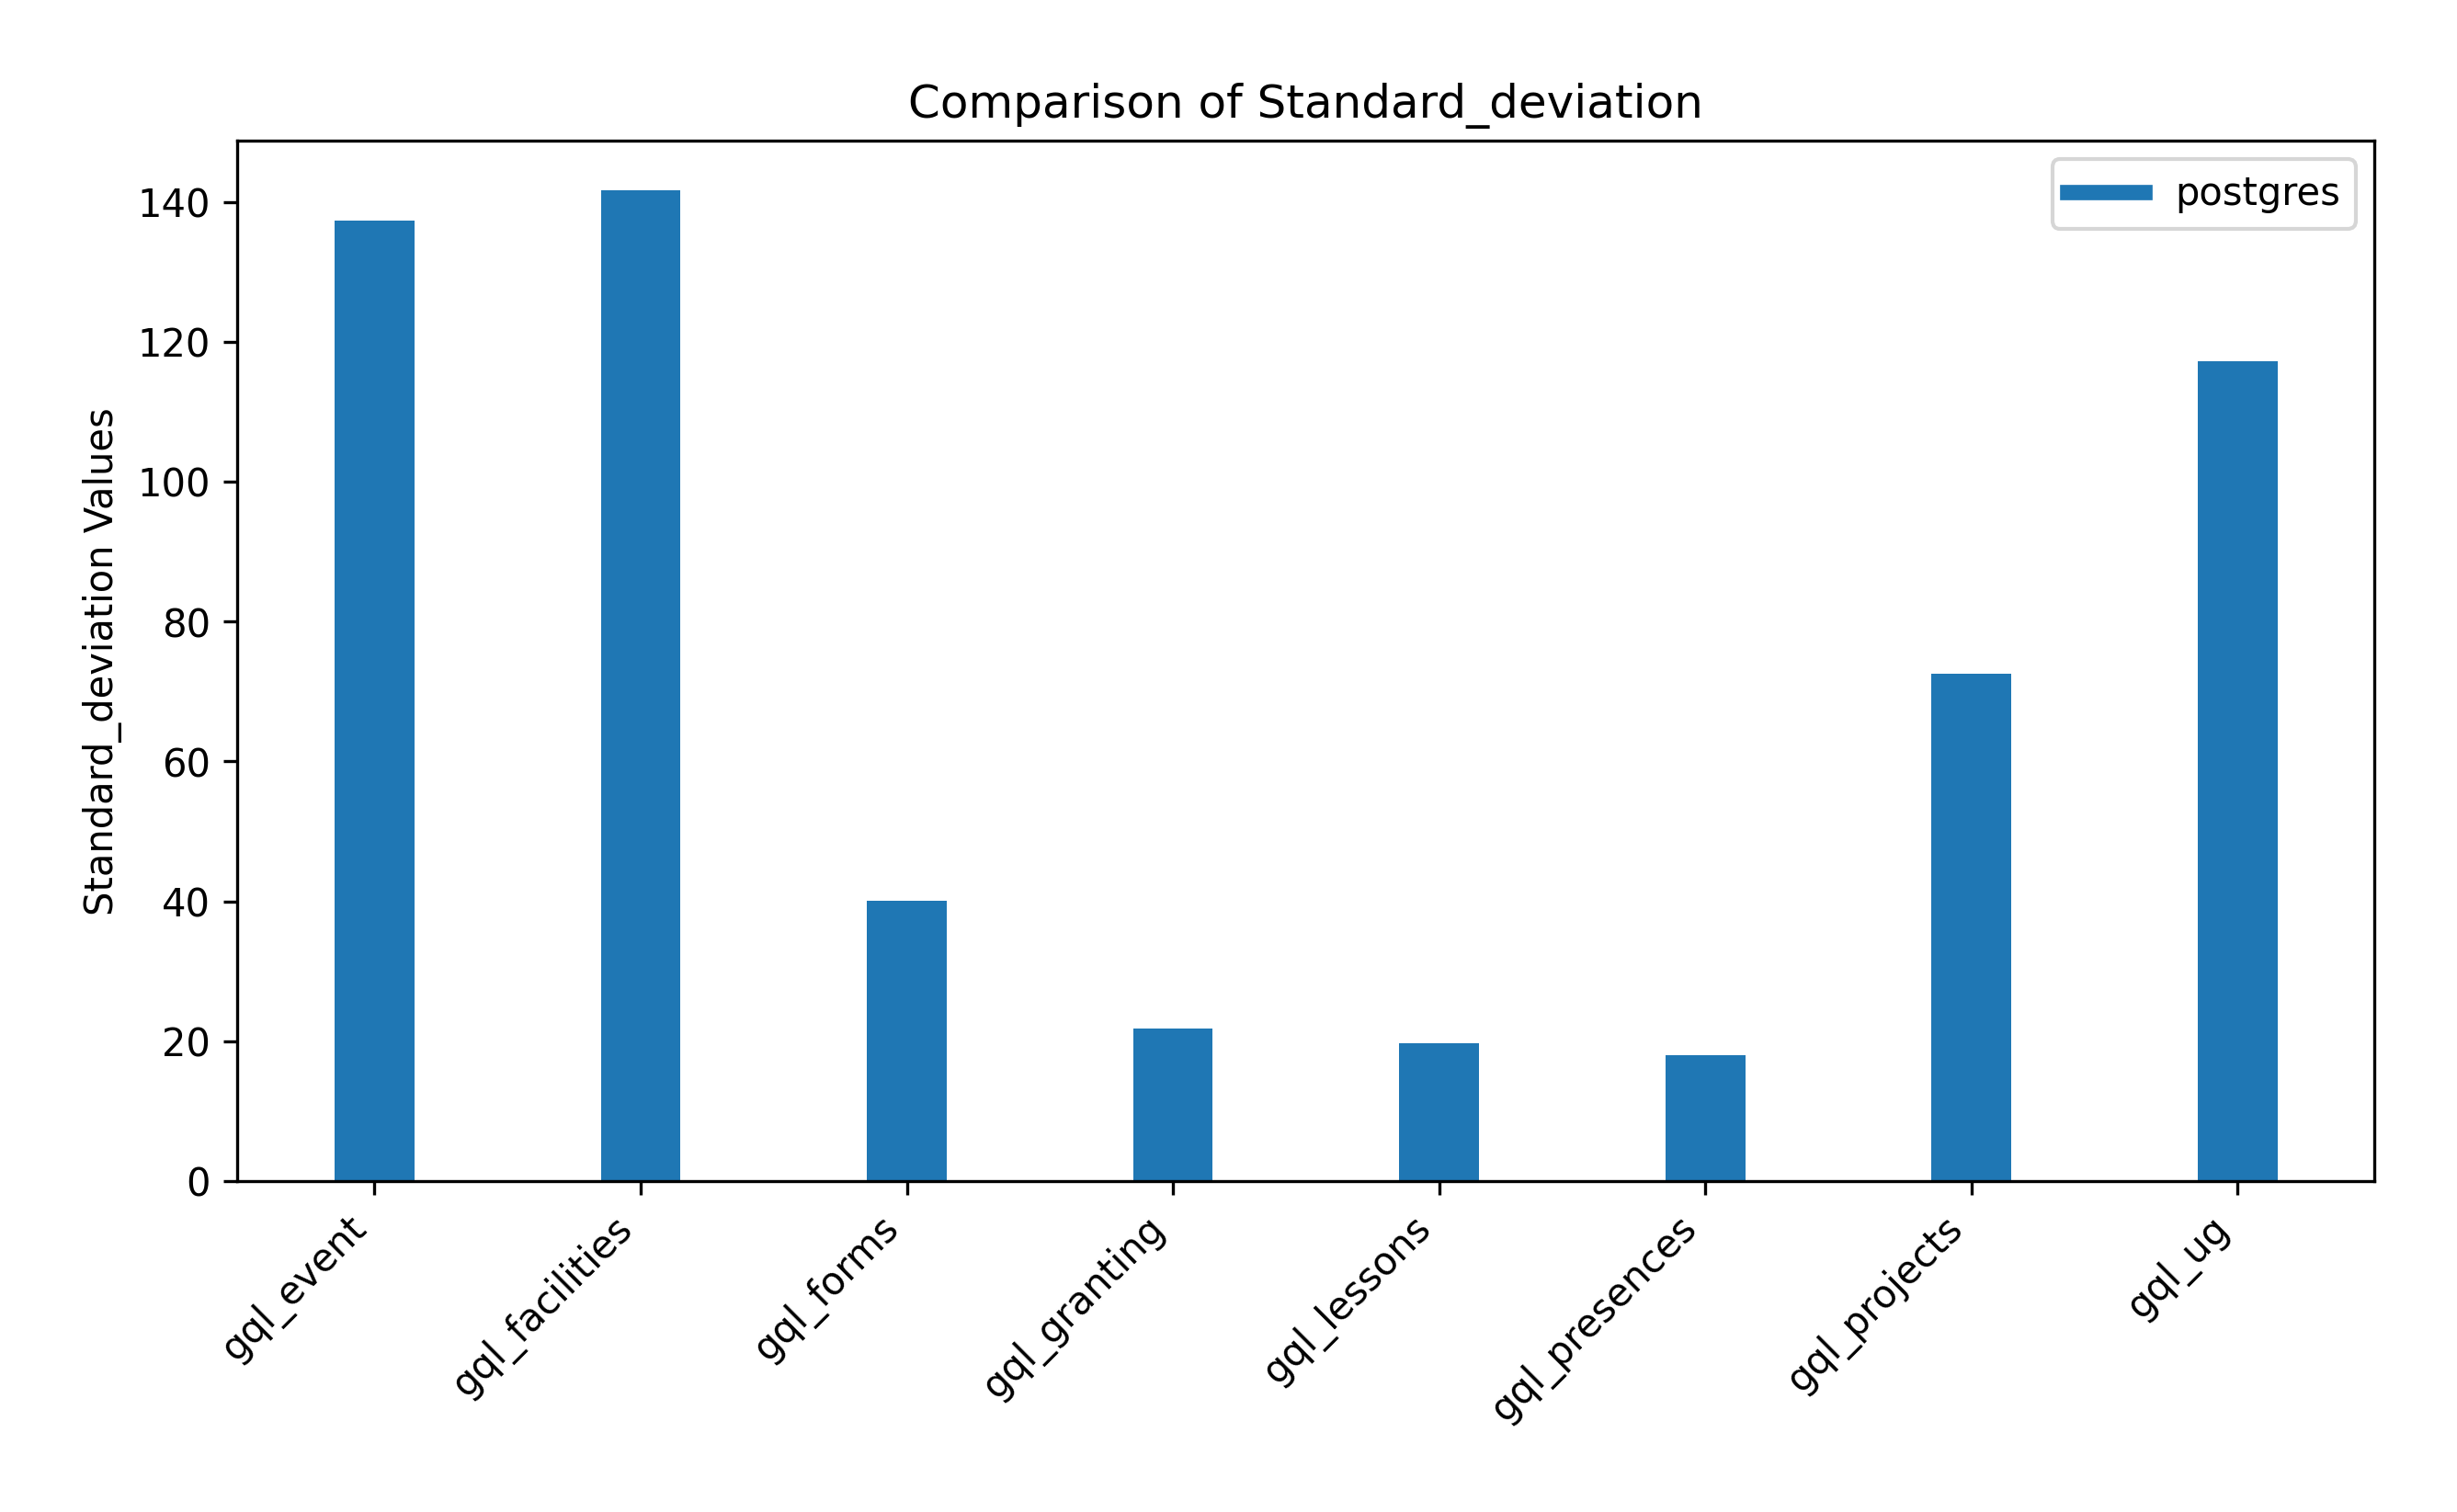 Comparison of Standard_deviation
postgres
Standard_deviation Values
140
120
100
80
60
40
20
0
gql_event
gql_facilities
gql_forms
gql_granting
gql_lessons
gql_presences
gql_projects
gql_ug